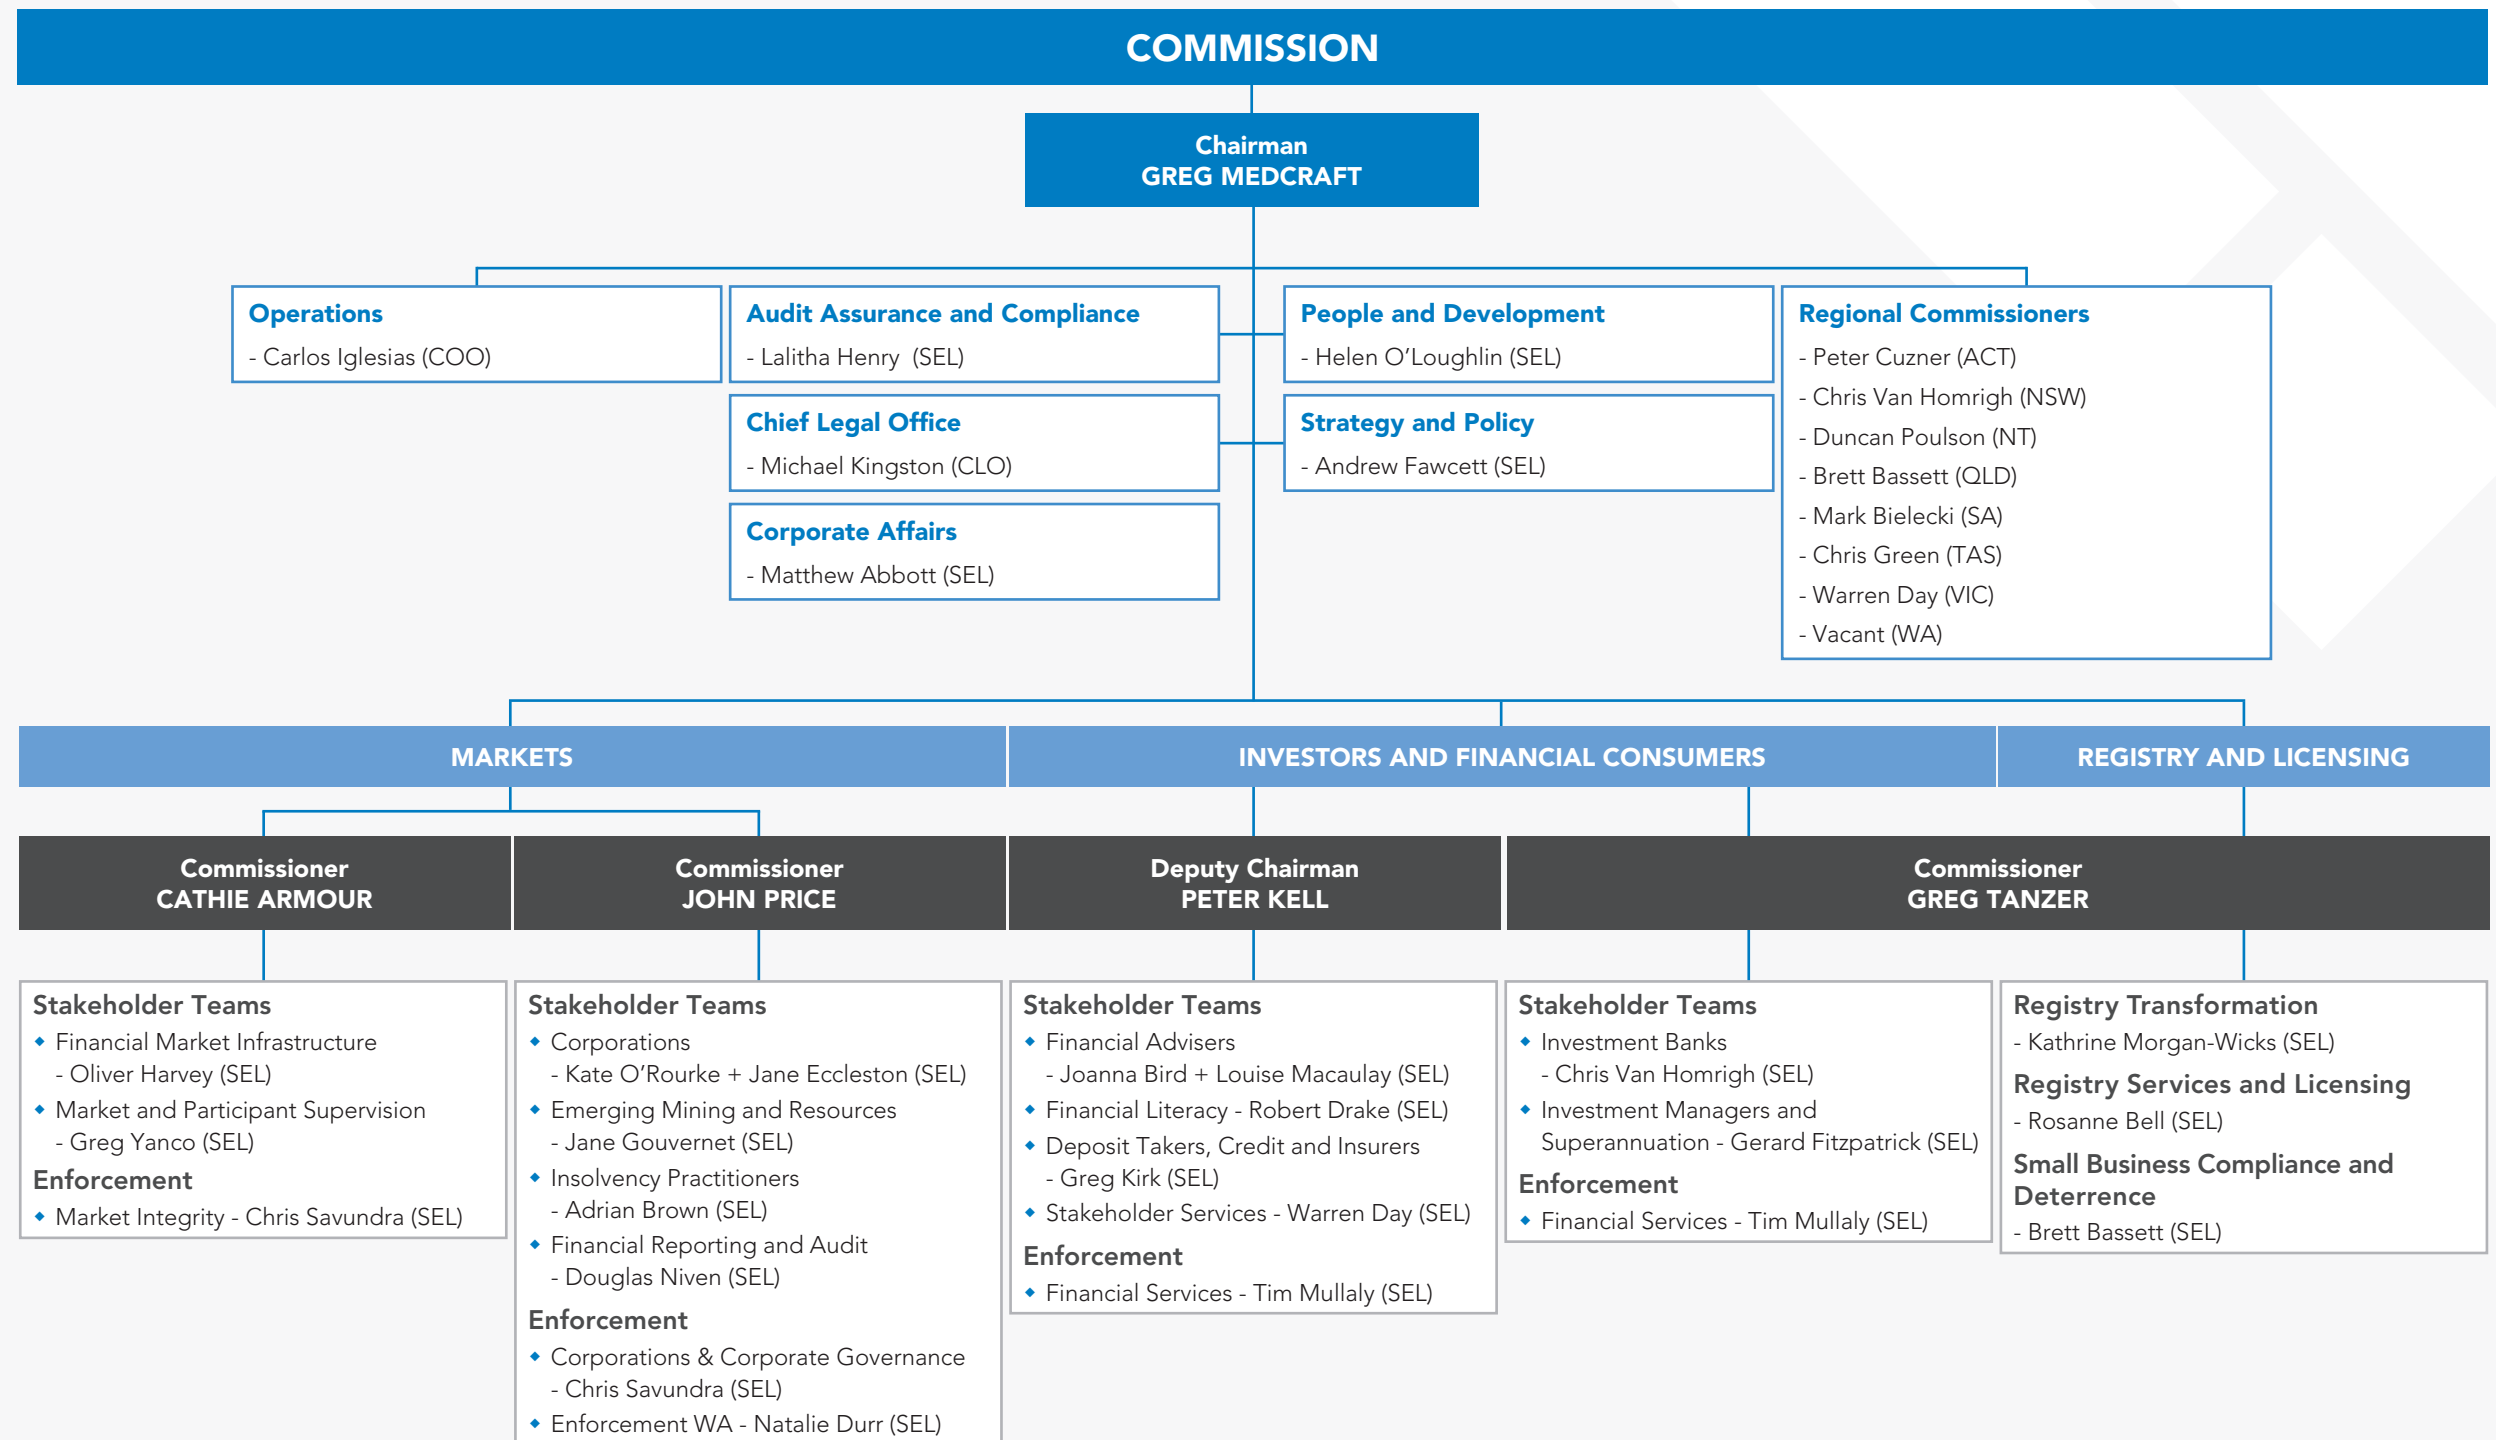 COMMISSION
Chairman
GREG MEDCRAFT
Operations
- Carlos Iglesias (COO)
Audit Assurance and Compliance
- Lalitha Henry (SEL)
Chief Legal Office
- Michael Kingston (CLO)
Corporate Affairs
- Matthew Abbott (SEL)
People and Development
- Helen O'Loughlin (SEL)
Strategy and Policy
- Andrew Fawcett (SEL)
Regional Commissioners
- Peter Cuzner (ACT)
- Chris Van Homrigh (NSW)
- Duncan Poulson (NT)
- Brett Bassett (QLD)
- Mark Bielecki (SA)
- Chris Green (TAS)
- Warren Day (VIC)
- Vacant (WA)
MARKETS
INVESTORS AND FINANCIAL CONSUMERS
REGISTRY AND LICENSING
Commissioner
CATHIE ARMOUR
Commissioner
JOHN PRICE
Deputy Chairman
PETER KELL
Commissioner
GREG TANZER
Stakeholder Teams
◆ Financial Market Infrastructure
- Oliver Harvey (SEL)
◆ Market and Participant Supervision
- Greg Yanco (SEL)
Enforcement
◆ Market Integrity - Chris Savundra (SEL)
Stakeholder Teams
◆ Corporations
- Kate O'Rourke + Jane Eccleston (SEL)
◆ Emerging Mining and Resources
- Jane Gouvernet (SEL)
◆ Insolvency Practitioners
- Adrian Brown (SEL)
◆ Financial Reporting and Audit
- Douglas Niven (SEL)
Enforcement
◆ Corporations & Corporate Governance
- Chris Savundra (SEL)
◆ Enforcement WA - Natalie Durr (SEL)
Stakeholder Teams
◆ Financial Advisers
- Joanna Bird + Louise Macaulay (SEL)
◆ Financial Literacy - Robert Drake (SEL)
◆ Deposit Takers, Credit and Insurers
- Greg Kirk (SEL)
◆ Stakeholder Services - Warren Day (SEL)
Enforcement
◆ Financial Services - Tim Mullaly (SEL)
Stakeholder Teams
◆ Investment Banks
- Chris Van Homrigh (SEL)
◆ Investment Managers and
Superannuation - Gerard Fitzpatrick (SEL)
Enforcement
◆ Financial Services - Tim Mullaly (SEL)
Registry Transformation
- Kathrine Morgan-Wicks (SEL)
Registry Services and Licensing
- Rosanne Bell (SEL)
Small Business Compliance and
Deterrence
- Brett Bassett (SEL)